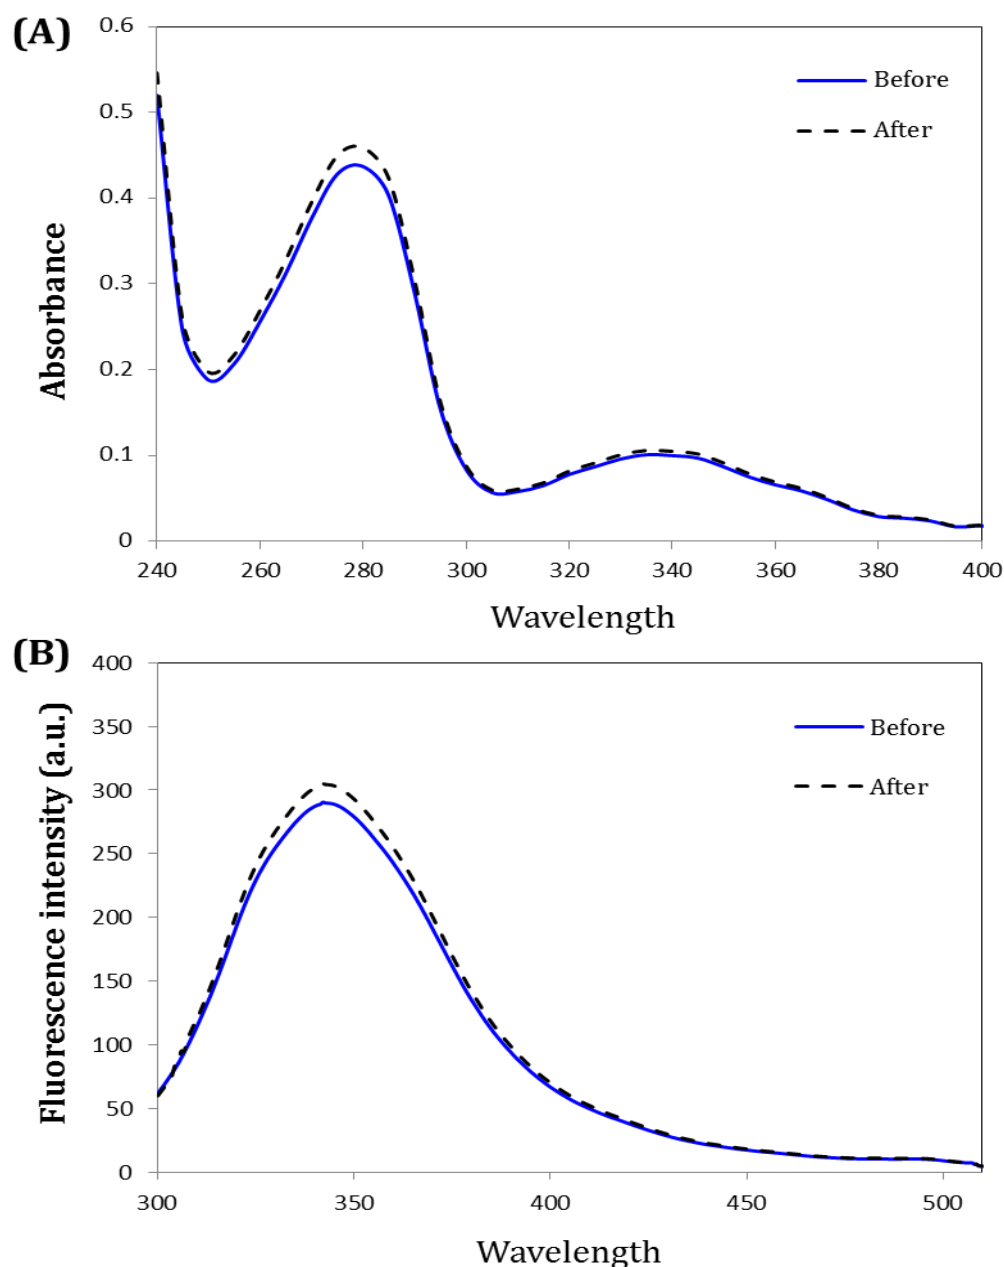 (A)
Absorbance
0.6
0.5
0.4
0.3
0.2
0.1
0
Before
After
240 260 280 300 320 340 360 380 400
Wavelength
(B)
Fluorescence intensity (a.u.)
400
350
300
250
200
150
100
50
0
Before
After
300 350 400 450 500
Wavelength